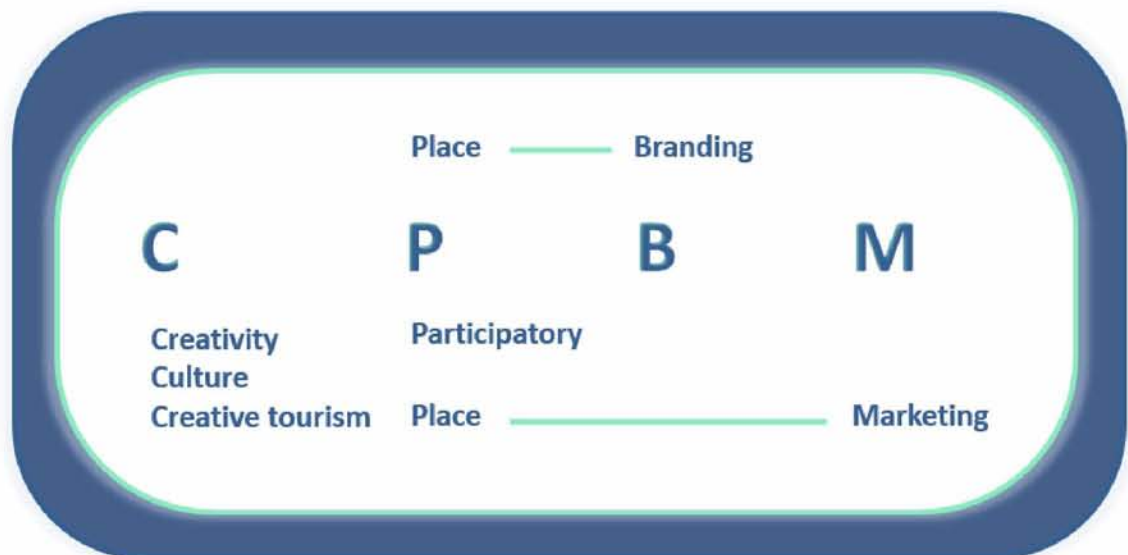 Place Branding
C P B M
Creativity Participatory
Culture
Creative tourism Place Marketing